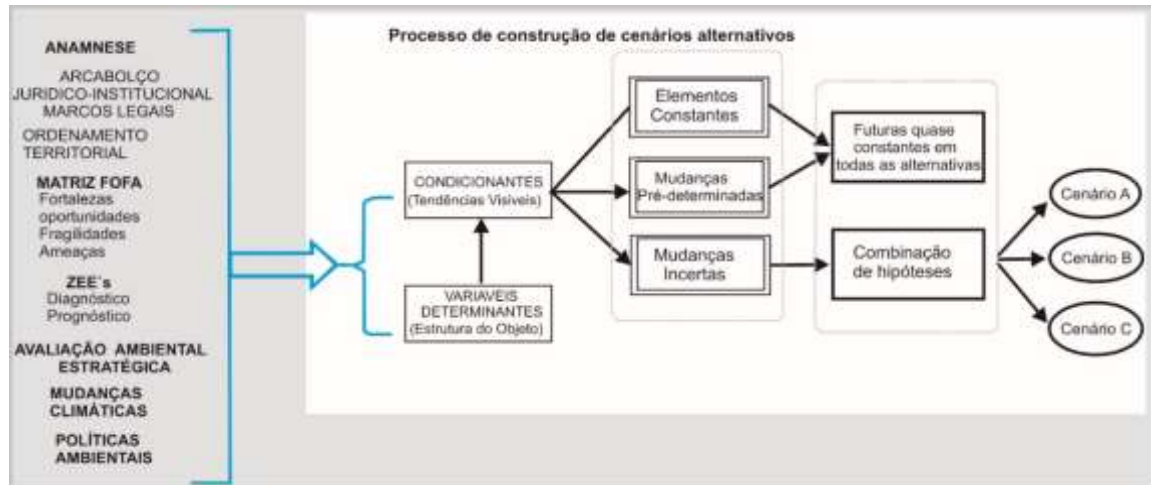 ANAMNESE
ARCABOLÇO
JURIDICO-INSTITUCIONAL
MARCOS LEGAIS
ORDENAMENTO
TERRITORIAL
MATRIZ FOFA
Fortalezas
oportunidades
Fragilidades
Ameaças
ZEE´s
Diagnóstico
Prognóstico
AVALIAÇÃO AMBIENTAL
ESTRATÉGICA
MUDANÇAS
CLIMÁTICAS
POLÍTICAS
AMBIENTAIS
Processo de construção de cenários alternativos
CONDICIONANTES
(Tendências Visíveis)
VARIAVEIS
DETERMINANTES
(Estrutura do Objeto)
Elementos
Constantes
Mudanças
Pré-determinadas
Mudanças
Incertas
Futuras quase
constantes em
todas as alternativas
Combinação
de hipóteses
Cenário A
Cenário B
Cenário C